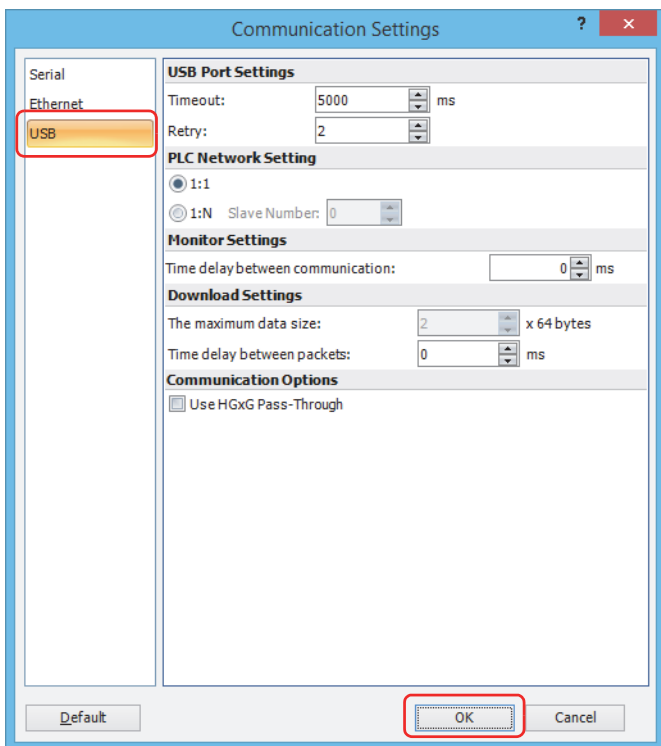 Communication Settings
?
×
Serial
Ethernet
USB
USB Port Settings
Timeout: 5000 ms
Retry: 2
PLC Network Setting
1:1
1:N Slave Number: 0
Monitor Settings
Time delay between communication: 0 ms
Download Settings
The maximum data size: 2 x 64 bytes
Time delay between packets: 0 ms
Communication Options
Use HGxG Pass-Through
Default OK Cancel